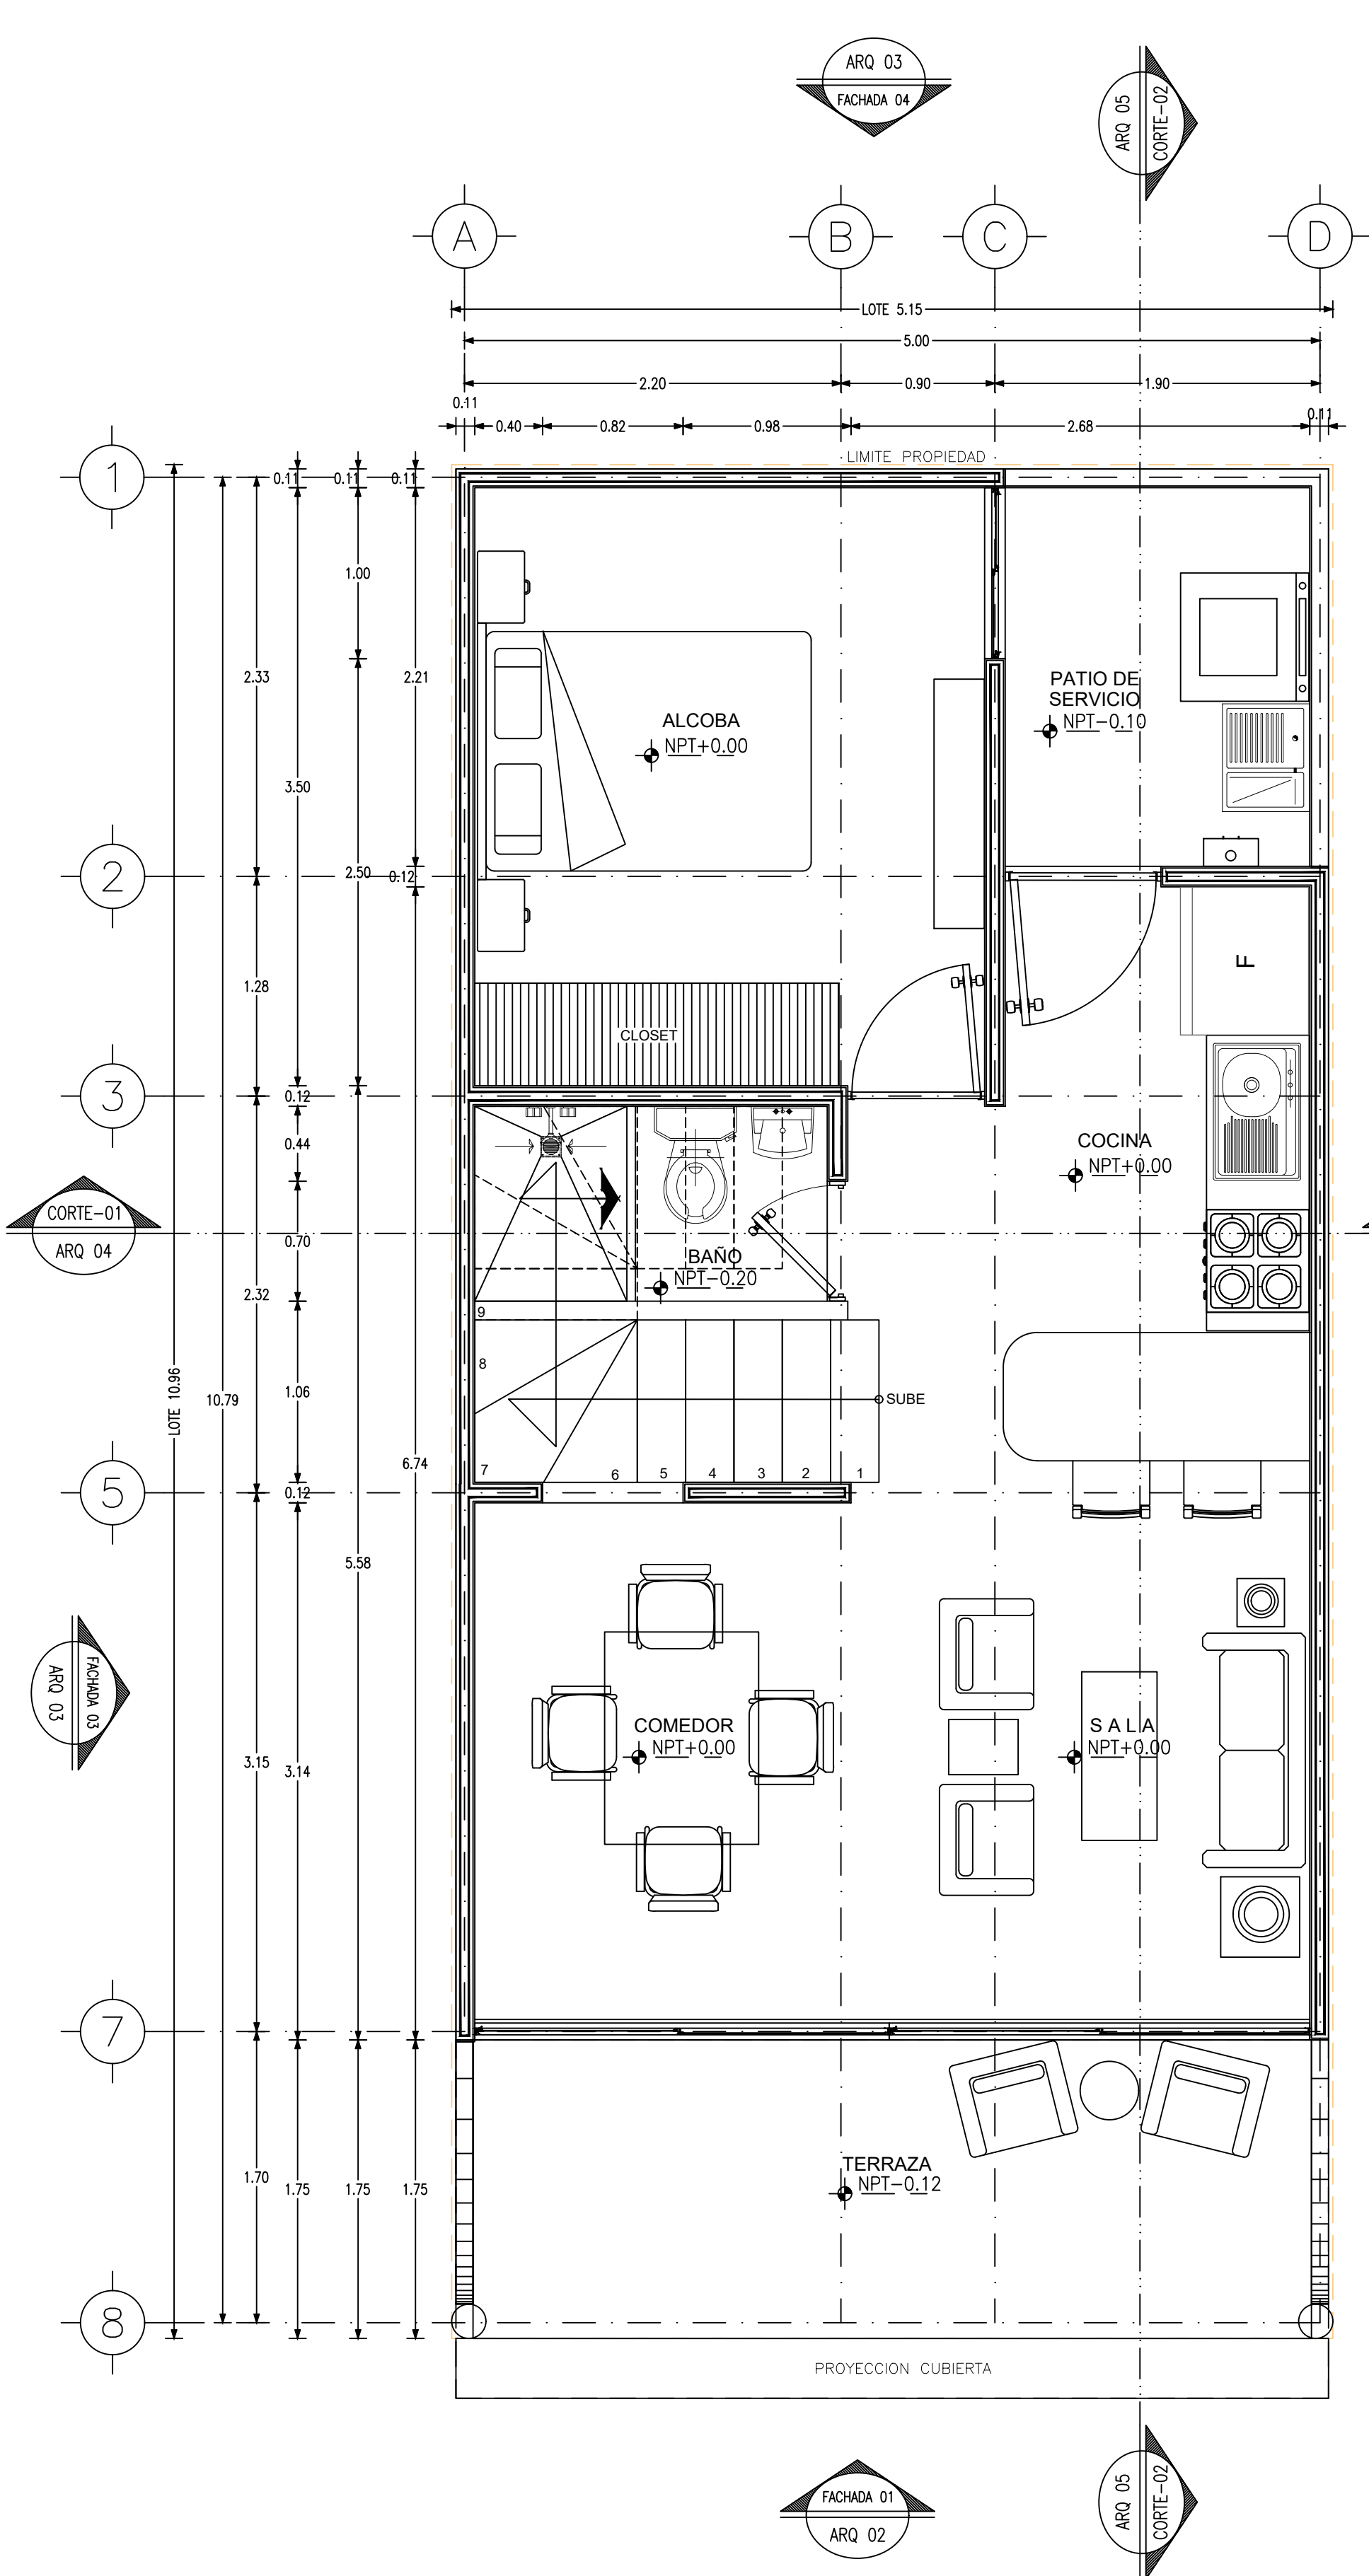 ARQ 03
FACHADA 04
ARQ 05
CORTE-02
A
B
C
D
LOTE 5.15
5.00
2.20
0.90
1.90
0.11
0.40
0.82
0.98
2.68
0.11
LIMITE PROPIEDAD
1
0.11
0.11
0.11
1.00
2.33
2.21
PATIO DE
SERVICIO
NPT-0.10
ALCOBA
NPT+0.00
3.50
2
2.50
0.12
F
1.28
CLOSET
3
0.12
0.44
COCINA
NPT+0.00
CORTE-01
ARQ 04
0.70
BAÑO
NPT-0.20
2.32
9
8
LOTE 10.96
10.79
1.06
SUBE
6.74
7
6
5
4
3
2
1
5
0.12
5.58
FACHADA 03
ARQ 03
COMEDOR
NPT+0.00
SALA
NPT+0.00
3.15
3.14
7
TERRAZA
NPT-0.12
1.70
1.75
1.75
1.75
8
PROYECCION CUBIERTA
FACHADA 01
ARQ 02
ARQ 05
CORTE-02